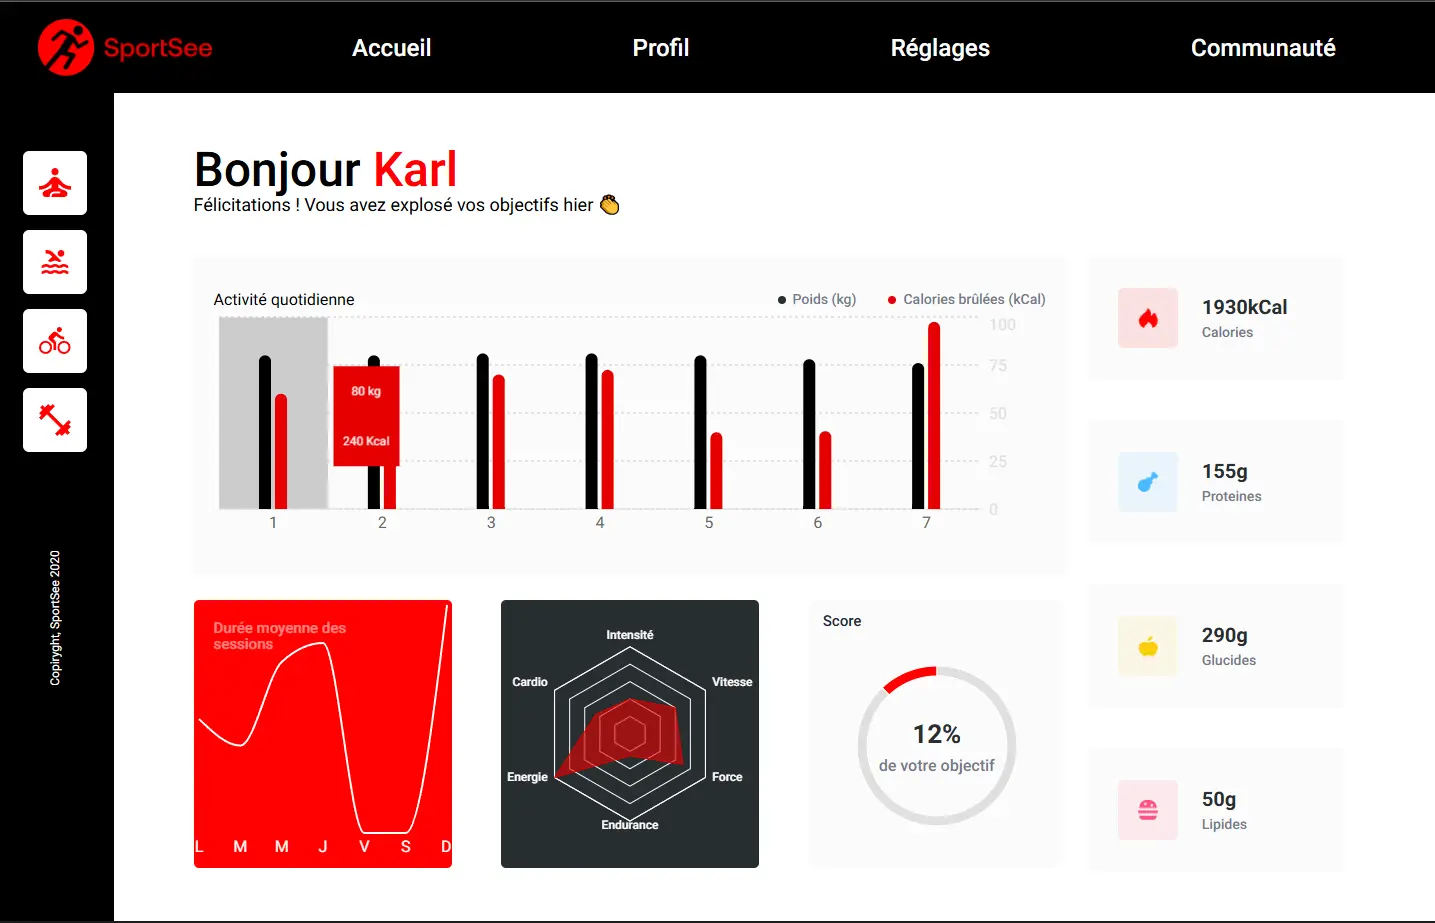 SportSee
Accueil
Profil
Réglages
Communauté
Bonjour Karl
Félicitations ! Vous avez explosé vos objectifs hier 👏
Activité quotidienne
Poids (kg)
Calories brûlées (kCal)
100
75
50
25
0
80 kg
240 Kcal
1
2
3
4
5
6
7
1930kCal
Calories
155g
Proteines
290g
Glucides
50g
Lipides
Copiryght, SportSee 2020
Durée moyenne des
sessions
L
M
M
J
V
S
D
Intensité
Vitesse
Force
Endurance
Energie
Cardio
Score
12%
de votre objectif